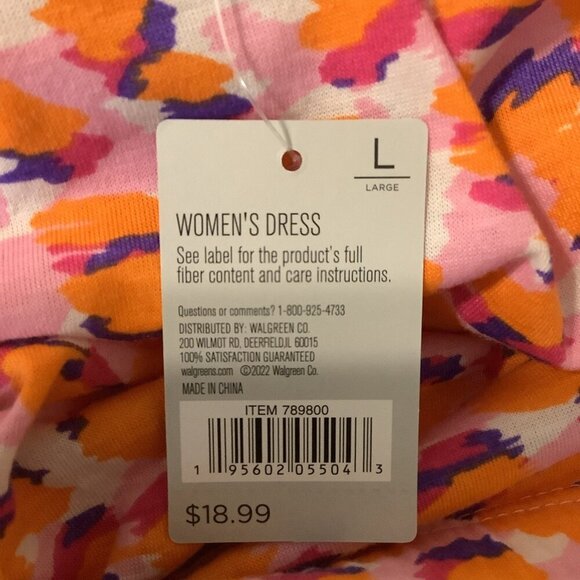 L
LARGE
WOMEN'S DRESS
See label for the product's full
fiber content and care instructions.
Questions or comments? 1-800-925-4733
DISTRIBUTED BY: WALGREEN CO.
200 WILMOT RD, DEERFIELD,IL 60015
100% SATISFACTION GUARANTEED
walgreens.com ©2022 Walgreen Co.
MADE IN CHINA
ITEM 789800
1 95602 05504 3
$18.99